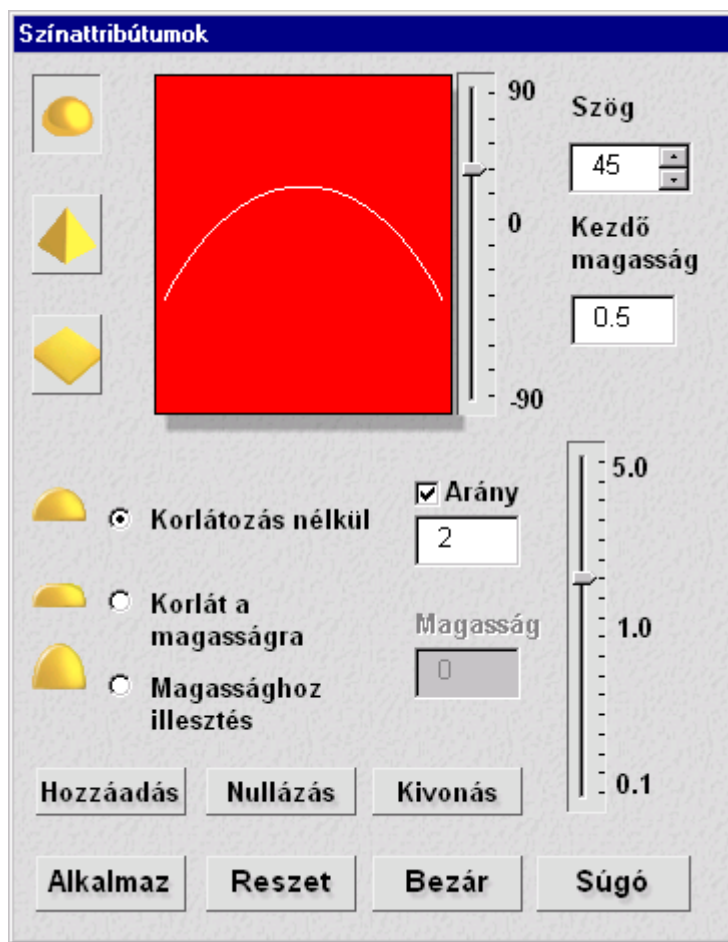 Színattribútumok
90
0
-90
Szög
45
Kezdő
magasság
0.5
Korlátozás nélkül
Korlát a
magasságra
Magassághoz
illesztés
Arány
2
Magasság
0
5.0
1.0
0.1
Hozzáadás
Nullázás
Kivonás
Alkalmaz
Reszet
Bezár
Súgó